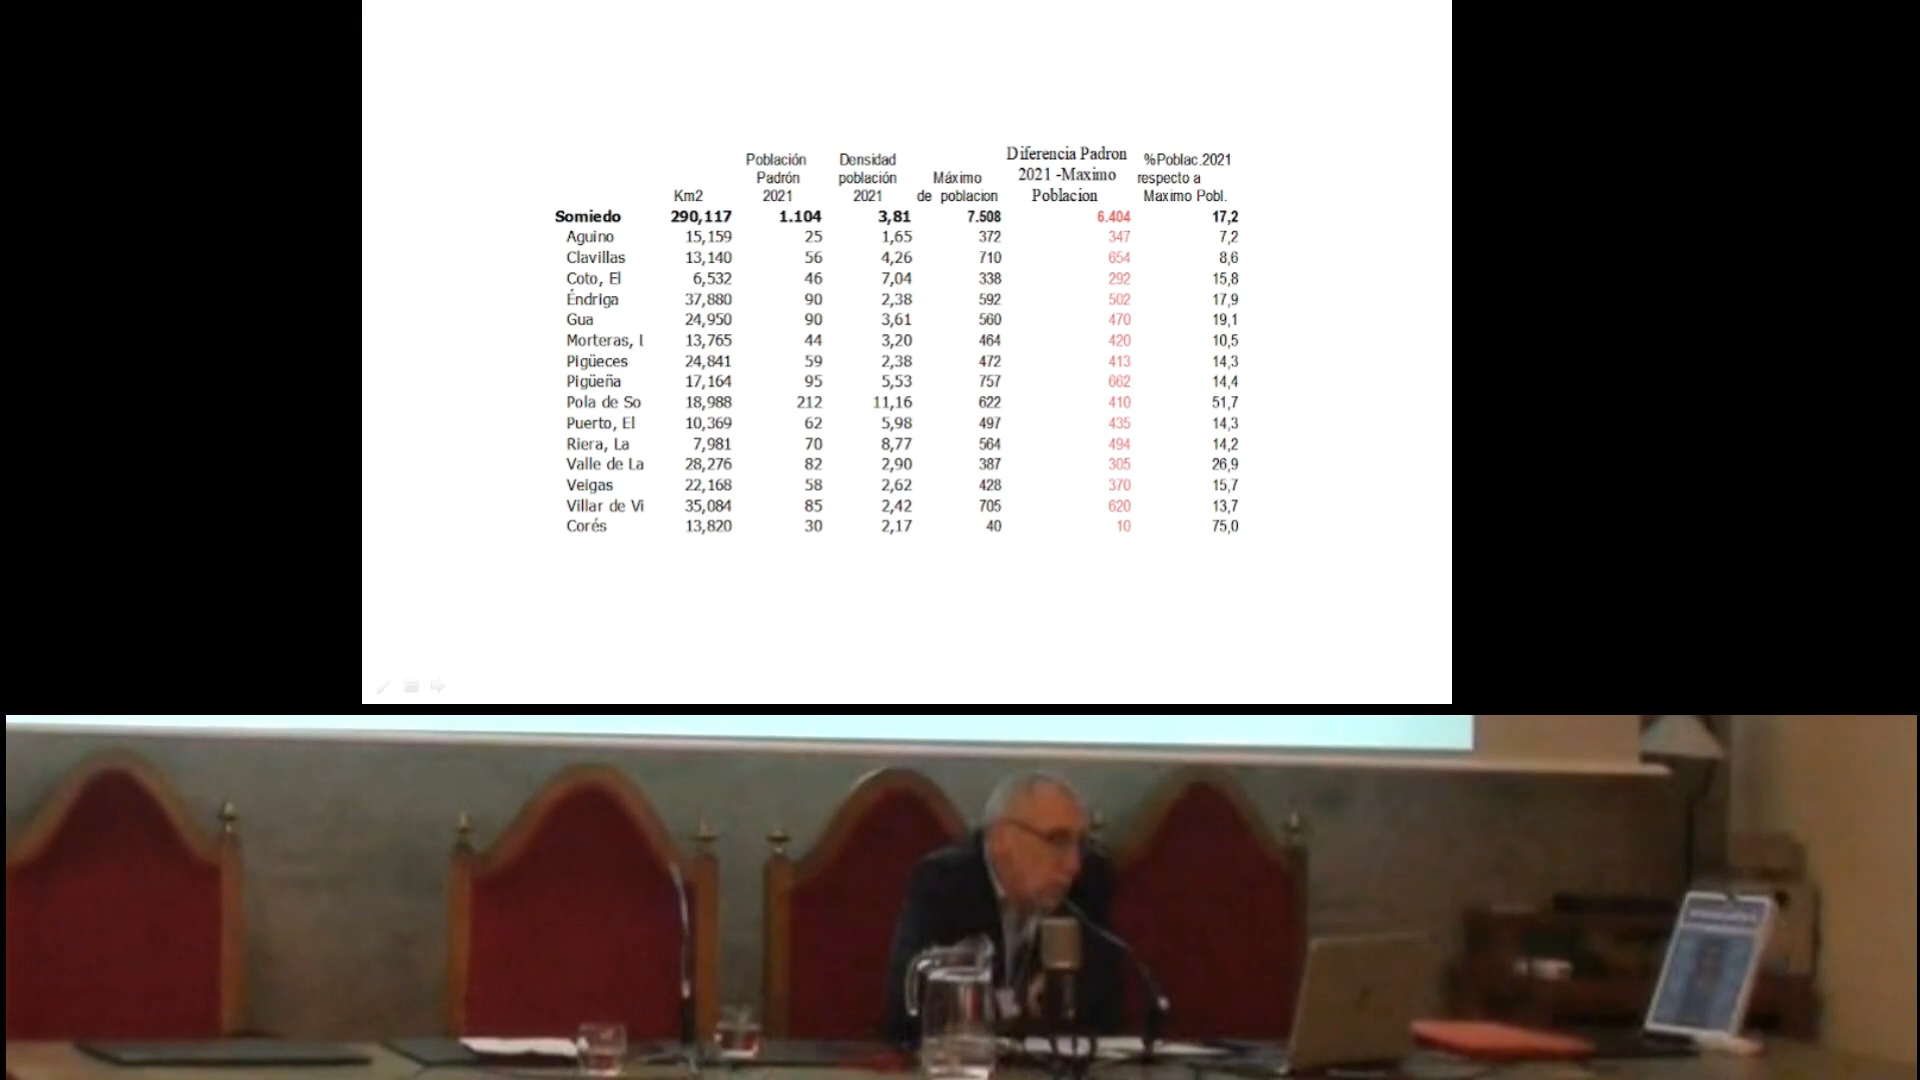 Población Densidad Diferencia Padron %Poblac.2021
Padrón población Máximo 2021 -Maximo respecto a
Km2 2021 2021 de poblacion Poblacion Maximo Pobl.
Somiedo 290,117 1.104 3,81 7.508 6.404 17,2
Aguino 15,159 25 1,65 372 347 7,2
Clavillas 13,140 56 4,26 710 654 8,6
Coto, El 6,532 46 7,04 338 292 15,8
Éndriga 37,880 90 2,38 592 502 17,9
Gua 24,950 90 3,61 560 470 19,1
Morteras, L 13,765 44 3,20 464 420 10,5
Pigüeces 24,841 59 2,38 472 413 14,3
Pigüeña 17,164 95 5,53 757 662 14,4
Pola de So 18,988 212 11,16 622 410 51,7
Puerto, El 10,369 62 5,98 497 435 14,3
Riera, La 7,981 70 8,77 564 494 14,2
Valle de La 28,276 82 2,90 387 305 26,9
Veigas 22,168 58 2,62 428 370 15,7
Villar de Vi 35,084 85 2,42 705 620 13,7
Corés 13,820 30 2,17 40 10 75,0